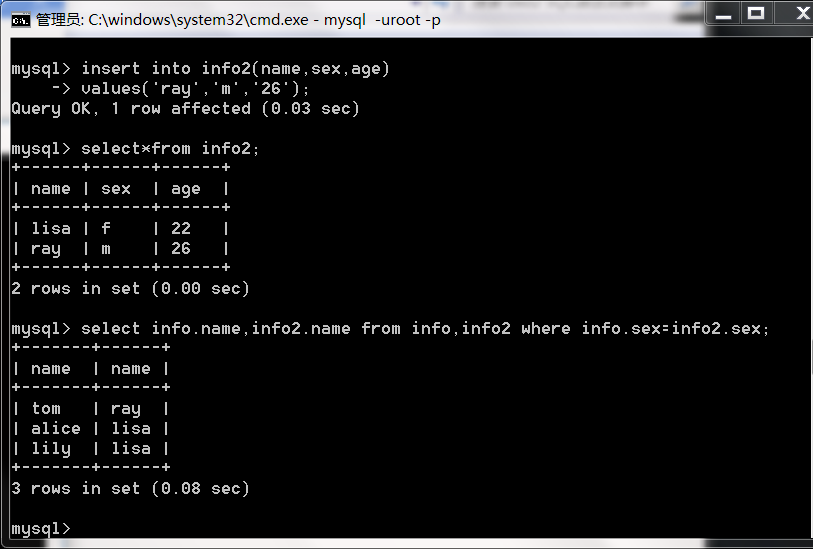 管理员: C:\windows\system32\cmd.exe - mysql  -uroot -p
mysql> insert into info2(name,sex,age)
    -> values('ray','m','26');
Query OK, 1 row affected (0.03 sec)
mysql> select*from info2;
+------+------+------+
| name | sex  | age  |
+------+------+------+
| lisa | f    | 22   |
| ray  | m    | 26   |
+------+------+------+
2 rows in set (0.00 sec)
mysql> select info.name,info2.name from info,info2 where info.sex=info2.sex;
+-------+------+
| name  | name |
+-------+------+
| tom   | ray  |
| alice | lisa |
| lily  | lisa |
+-------+------+
3 rows in set (0.08 sec)
mysql>